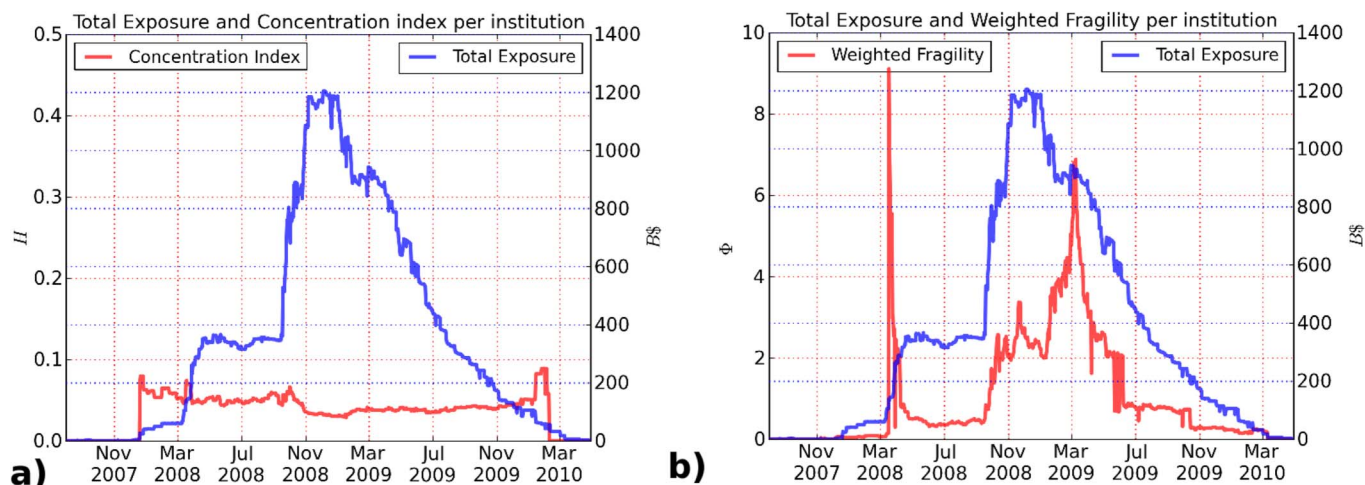 Total Exposure and Concentration index per institution
0.5
0.4
0.3
0.2
0.1
0.0
H
Concentration Index
Total Exposure
1400
1200
1000
800
600
400
200
0
B$
Nov Mar Jul Nov Mar Jul Nov Mar
2007 2008 2008 2008 2009 2009 2009 2010
a)
Total Exposure and Weighted Fragility per institution
10
8
6
4
2
0
Φ
Weighted Fragility
Total Exposure
1400
1200
1000
800
600
400
200
0
B$
Nov Mar Jul Nov Mar Jul Nov Mar
2007 2008 2008 2008 2009 2009 2009 2010
b)